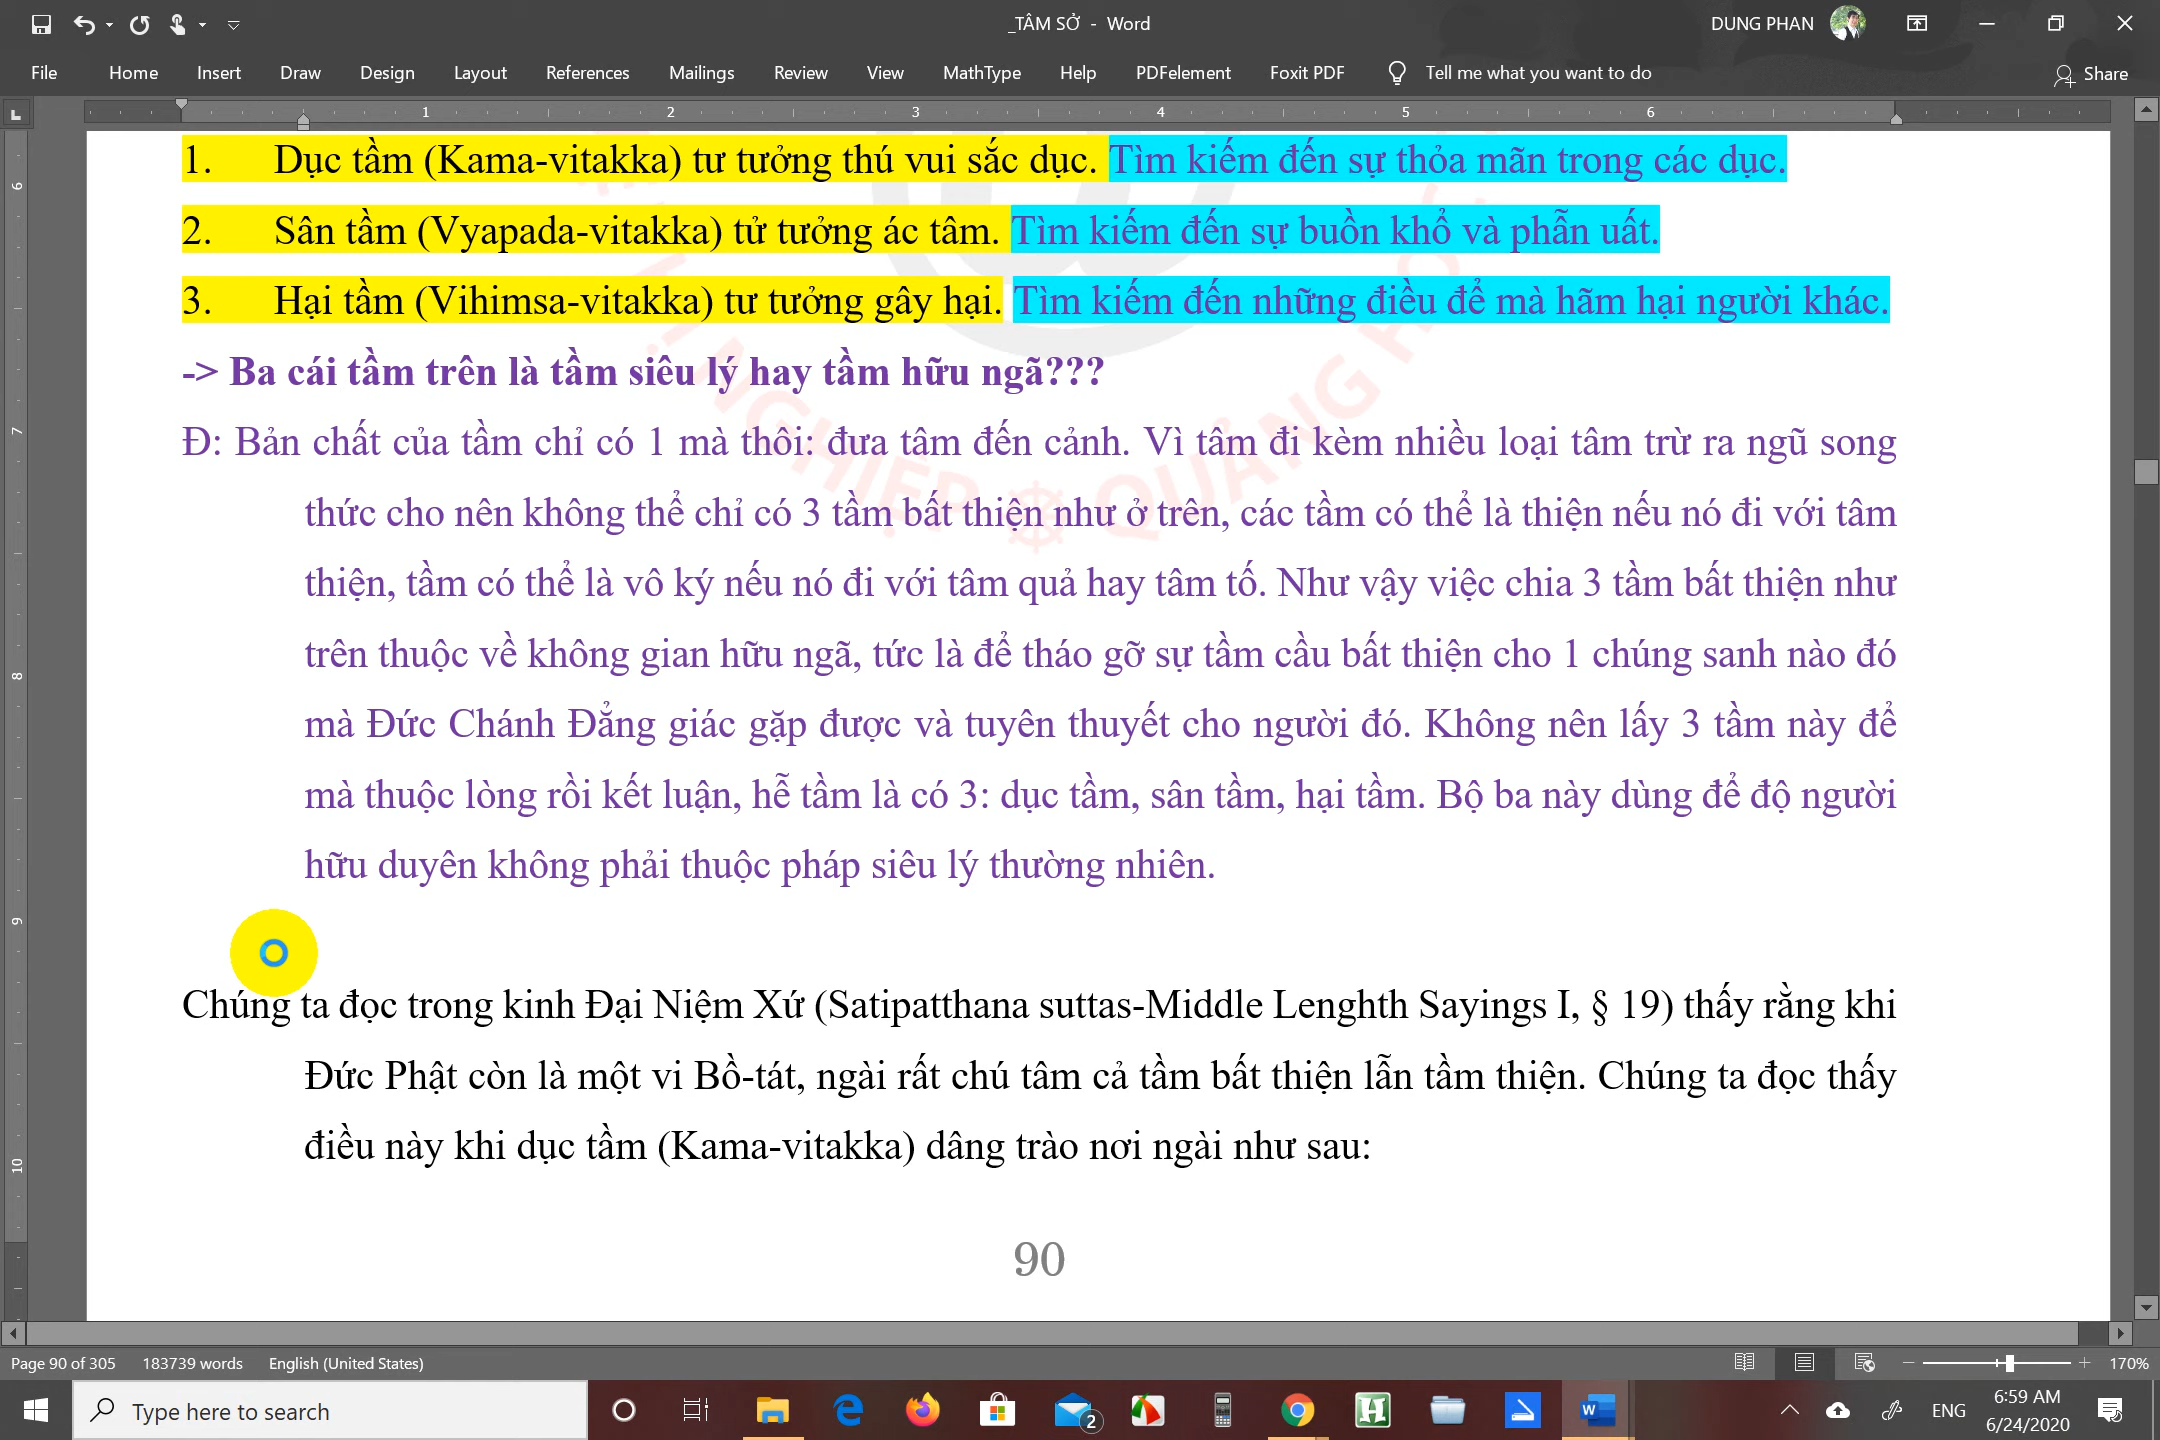 _TÂM SỞ - Word
DUNG PHAN
File Home Insert Draw Design Layout References Mailings Review View MathType Help PDFelement Foxit PDF Tell me what you want to do Share
1 2 3 4 5 6
1. Dục tầm (Kama-vitakka) tư tưởng thú vui sắc dục. Tìm kiếm đến sự thỏa mãn trong các dục.
2. Sân tầm (Vyapada-vitakka) tử tưởng ác tâm. Tìm kiếm đến sự buồn khổ và phẫn uất.
3. Hại tầm (Vihimsa-vitakka) tư tưởng gây hại. Tìm kiếm đến những điều để mà hãm hại người khác.
-> Ba cái tầm trên là tầm siêu lý hay tầm hữu ngã???
Đ: Bản chất của tầm chỉ có 1 mà thôi: đưa tâm đến cảnh. Vì tầm đi kèm nhiều loại tâm trừ ra ngũ song
thức cho nên không thể chỉ có 3 tầm bất thiện như ở trên, các tầm có thể là thiện nếu nó đi với tâm
thiện, tầm có thể là vô ký nếu nó đi với tâm quả hay tâm tố. Như vậy việc chia 3 tầm bất thiện như
trên thuộc về không gian hữu ngã, tức là để tháo gỡ sự tầm cầu bất thiện cho 1 chúng sanh nào đó
mà Đức Chánh Đẳng giác gặp được và tuyên thuyết cho người đó. Không nên lấy 3 tầm này để
mà thuộc lòng rồi kết luận, hễ tầm là có 3: dục tầm, sân tầm, hại tầm. Bộ ba này dùng để độ người
hữu duyên không phải thuộc pháp siêu lý thường nhiên.
Chúng ta đọc trong kinh Đại Niệm Xứ (Satipatthana suttas-Middle Lenghth Sayings I, § 19) thấy rằng khi
Đức Phật còn là một vi Bồ-tát, ngài rất chú tâm cả tầm bất thiện lẫn tầm thiện. Chúng ta đọc thấy
điều này khi dục tầm (Kama-vitakka) dâng trào nơi ngài như sau:
90
6
7
8
9
10
NGHIỆP QUẢNG
Page 90 of 305 183739 words English (United States)
170%
Type here to search
2
ENG
6:59 AM
6/24/2020